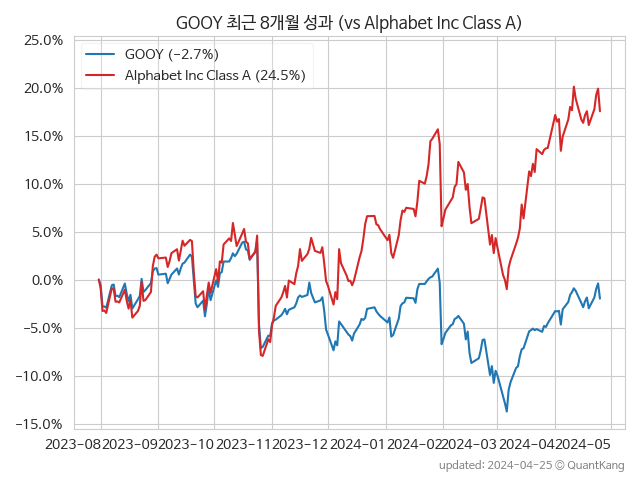 GOOY 최근 8개월 성과 (vs Alphabet Inc Class A)
25.0%
20.0%
15.0%
10.0%
5.0%
0.0%
−5.0%
−10.0%
−15.0%
GOOY (-2.7%)
Alphabet Inc Class A (24.5%)
2023-08 2023-09 2023-10 2023-11 2023-12 2024-01 2024-02 2024-03 2024-04 2024-05
updated: 2024-04-25 © QuantKang